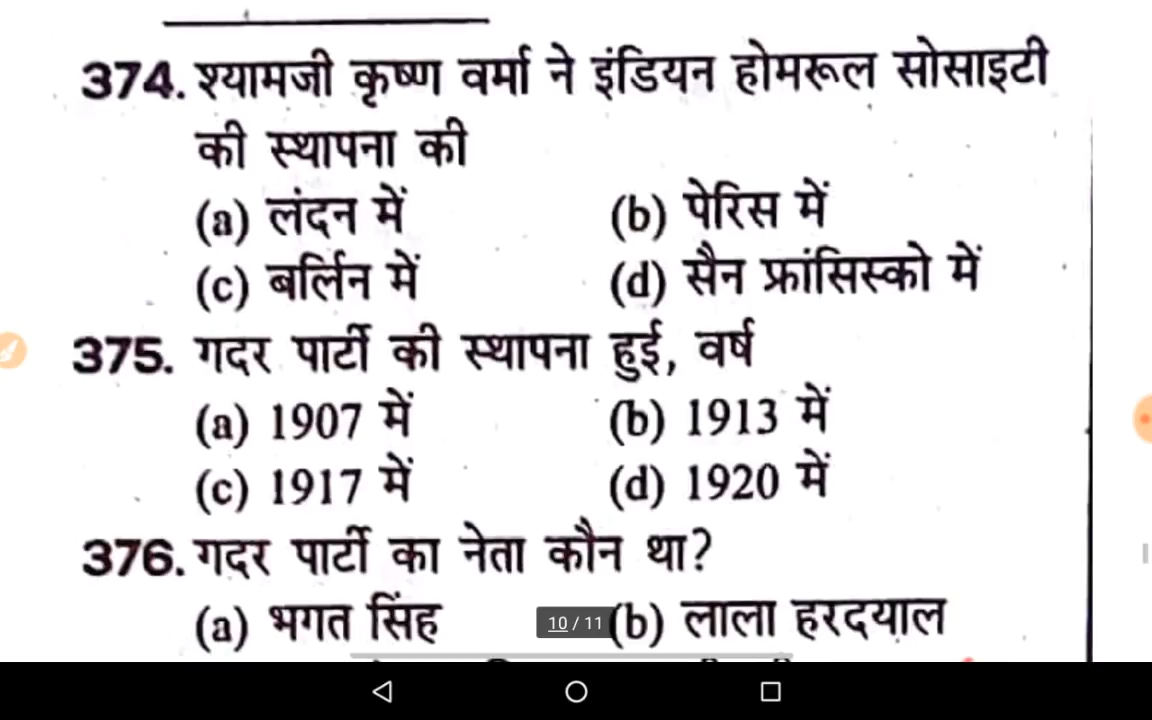 374. श्यामजी कृष्ण वर्मा ने इंडियन होमरूल सोसाइटी
की स्थापना की
(a) लंदन में (b) पेरिस में
(c) बर्लिन में (d) सैन फ्रांसिस्को में
375. गदर पार्टी की स्थापना हुई, वर्ष
(a) 1907 में (b) 1913 में
(c) 1917 में (d) 1920 में
376. गदर पार्टी का नेता कौन था?
(a) भगत सिंह (b) लाला हरदयाल
10 / 11